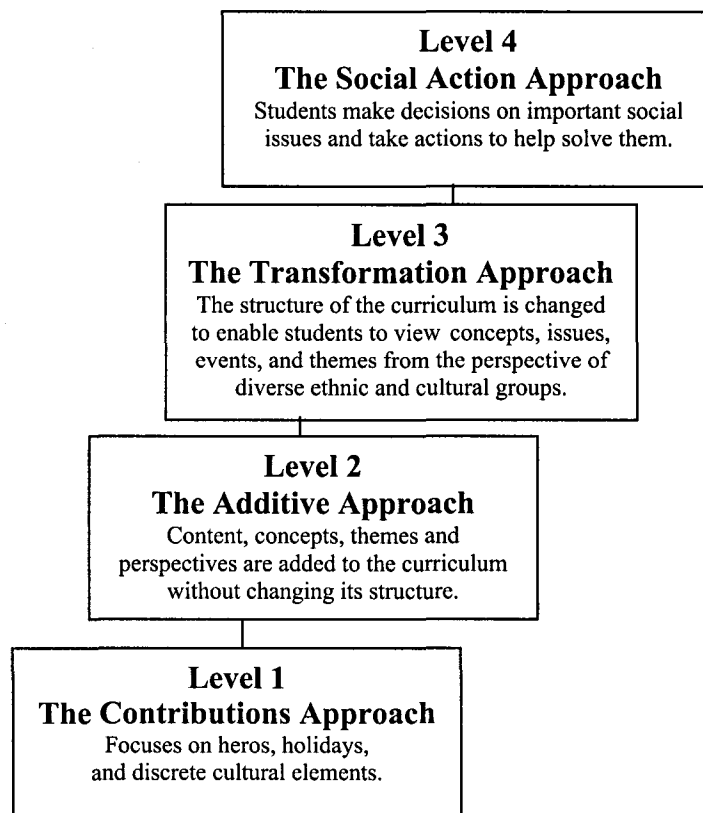 Level 4
The Social Action Approach
Students make decisions on important social
issues and take actions to help solve them.
Level 3
The Transformation Approach
The structure of the curriculum is changed
to enable students to view concepts, issues,
events, and themes from the perspective of
diverse ethnic and cultural groups.
Level 2
The Additive Approach
Content, concepts, themes and
perspectives are added to the curriculum
without changing its structure.
Level 1
The Contributions Approach
Focuses on heros, holidays,
and discrete cultural elements.